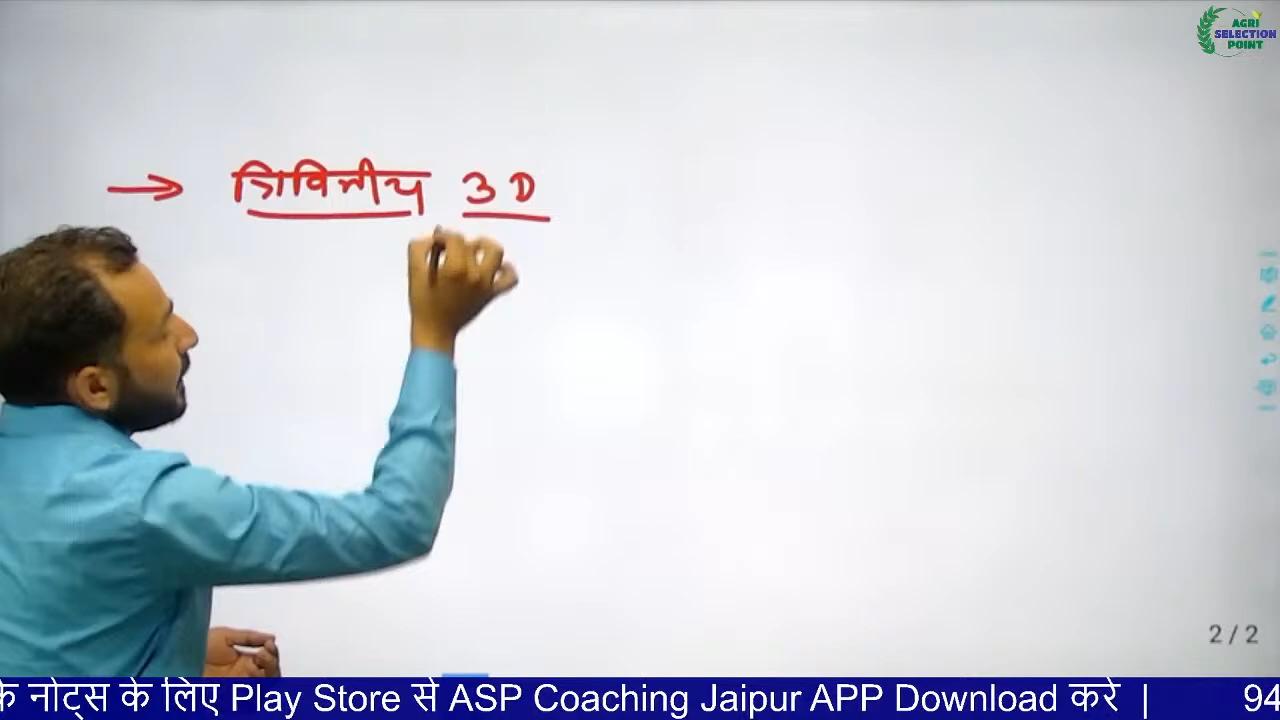 AGRI
SELECTION
POINT
→ त्रिवितीय 3D
2/2
के नोट्स के लिए Play Store से ASP Coaching Jaipur APP Download करे | 94